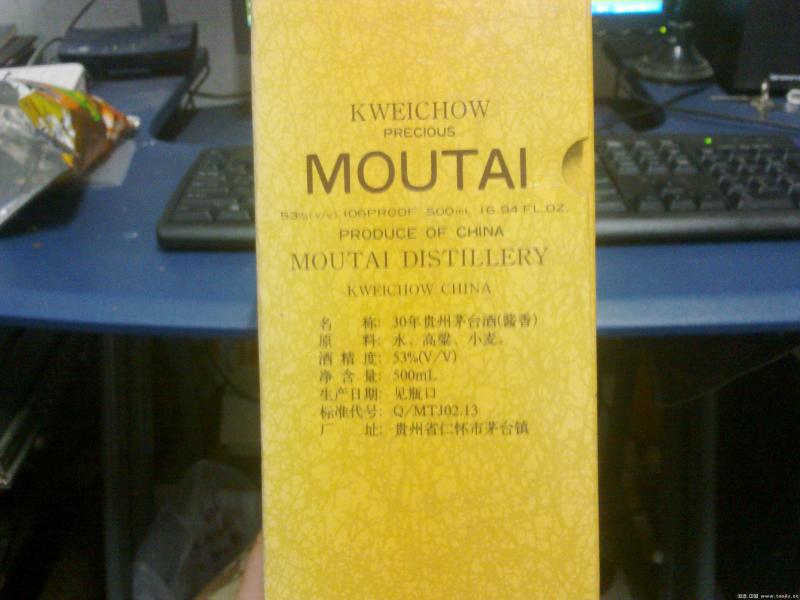 KWEICHOW
PRECIOUS
MOUTAI
53%(V/V). 106PROOF 500mL 16.94 FL.OZ.
PRODUCE OF CHINA
MOUTAI DISTILLERY
KWEICHOW CHINA
名 称: 30年贵州茅台酒(酱香)
原 料: 水、高粱、小麦。
酒精度: 53%(V/V)
净含量: 500mL
生产日期: 见瓶口
标准代号: Q/MTJ02.13
厂 址: 贵州省仁怀市茅台镇